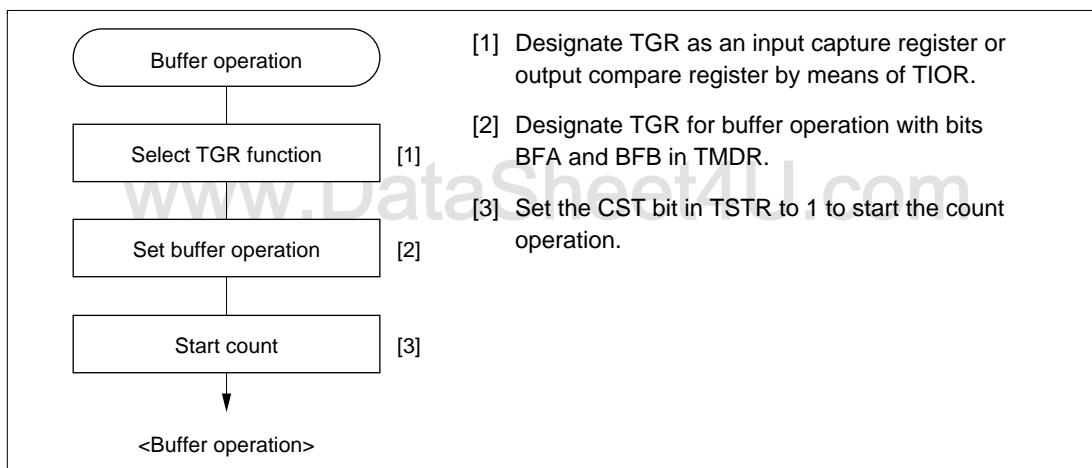 Buffer operation
Select TGR function
[1]
Set buffer operation
[2]
Start count
[3]
<Buffer operation>
[1] Designate TGR as an input capture register or
output compare register by means of TIOR.
[2] Designate TGR for buffer operation with bits
BFA and BFB in TMDR.
[3] Set the CST bit in TSTR to 1 to start the count
operation.
www.DataSheet4U.com